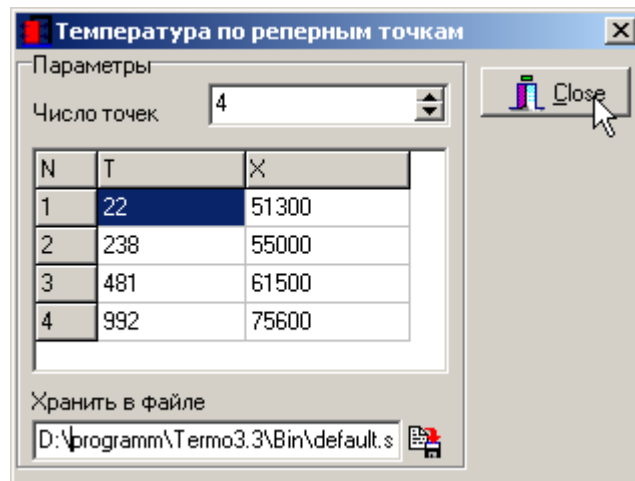 Температура по реперным точкам
Параметры
Число точек 4
Close
N T X
1 22 51300
2 238 55000
3 481 61500
4 992 75600
Хранить в файле
D:\programm\Termo3.3\Bin\default.s